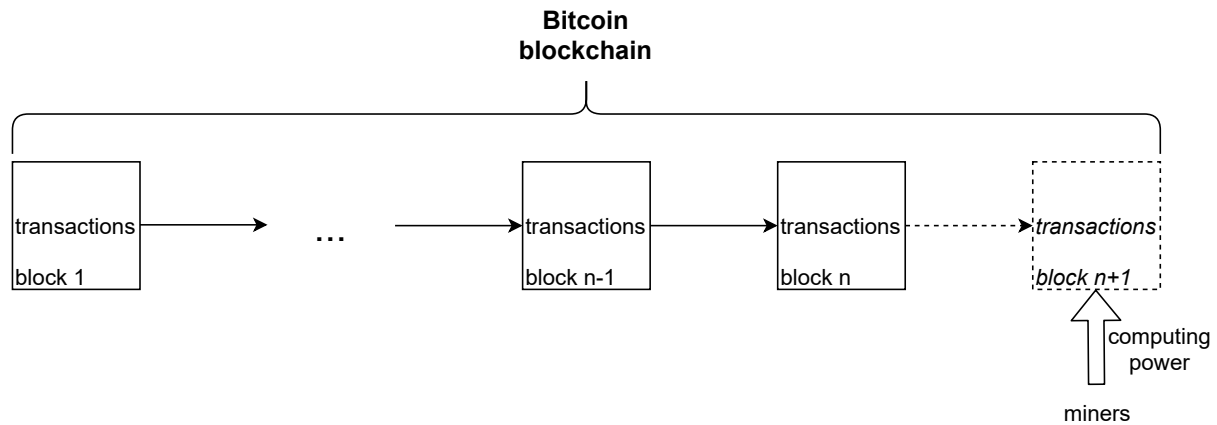 Bitcoin
blockchain
transactions
block 1
...
transactions
block n-1
transactions
block n
transactions
block n+1
computing
power
miners